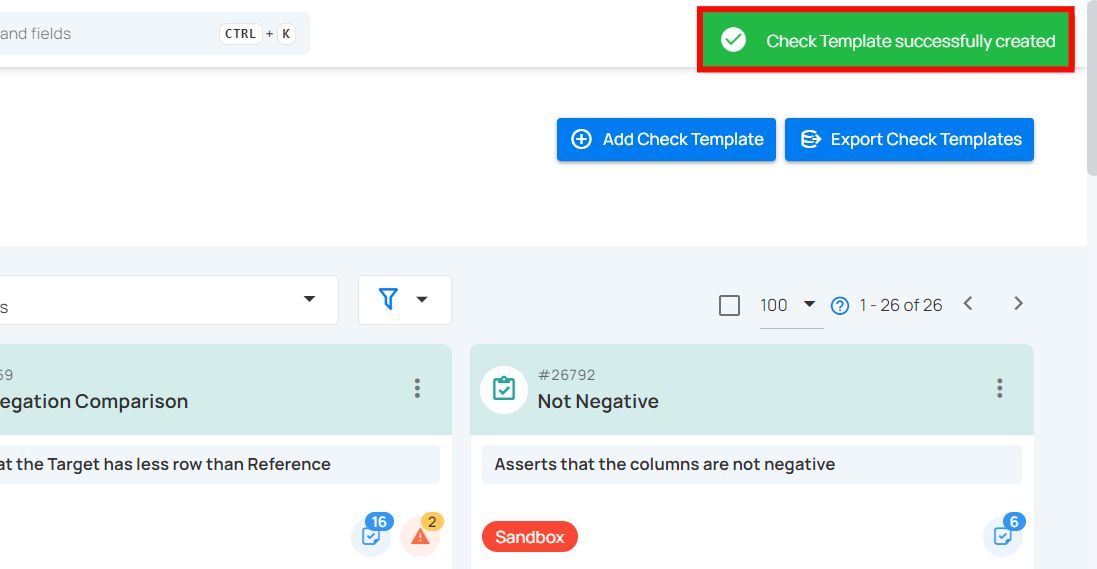 and fields
CTRL + K
Check Template successfully created
Add Check Template
Export Check Templates
s
100
1 - 26 of 26
69
egation Comparison
#26792
Not Negative
at the Target has less row than Reference
Asserts that the columns are not negative
16
2
Sandbox
6